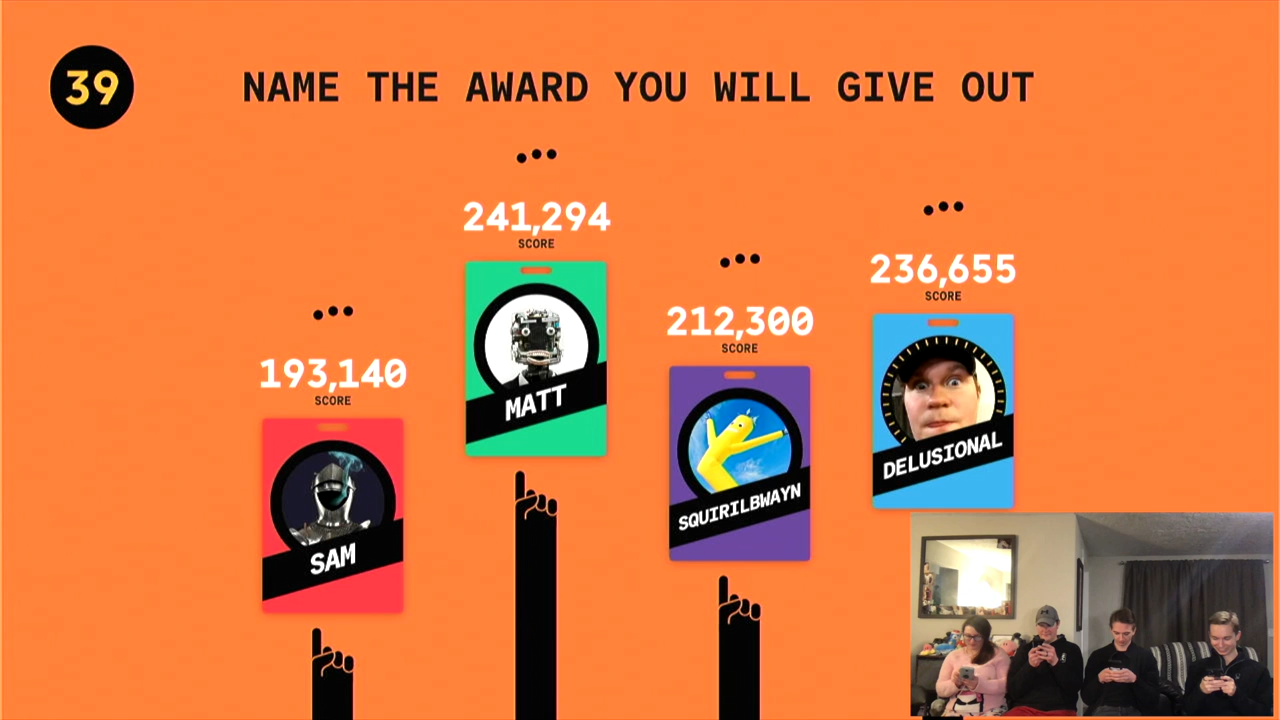 39
NAME THE AWARD YOU WILL GIVE OUT
193,140
SCORE
SAM
241,294
SCORE
MATT
212,300
SCORE
SQUIRILBWAYN
236,655
SCORE
DELUSIONAL